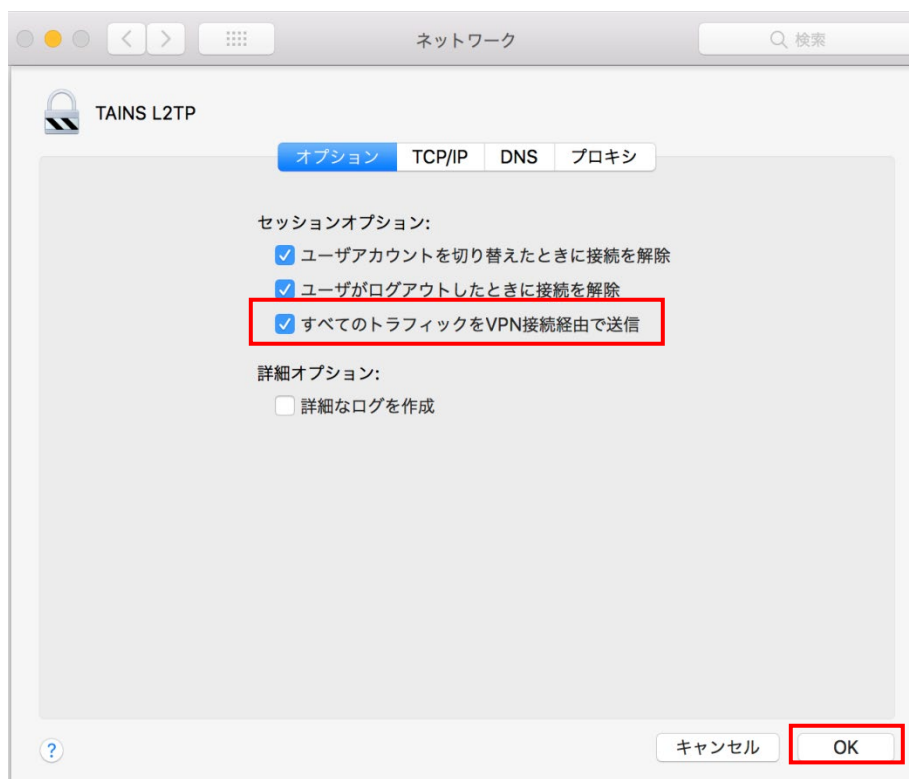 ネットワーク
検索
TAINS L2TP
オプション TCP/IP DNS プロキシ
セッションオプション:
ユーザアカウントを切り替えたときに接続を解除
ユーザがログアウトしたときに接続を解除
すべてのトラフィックをVPN接続経由で送信
詳細オプション:
詳細なログを作成
? キャンセル OK